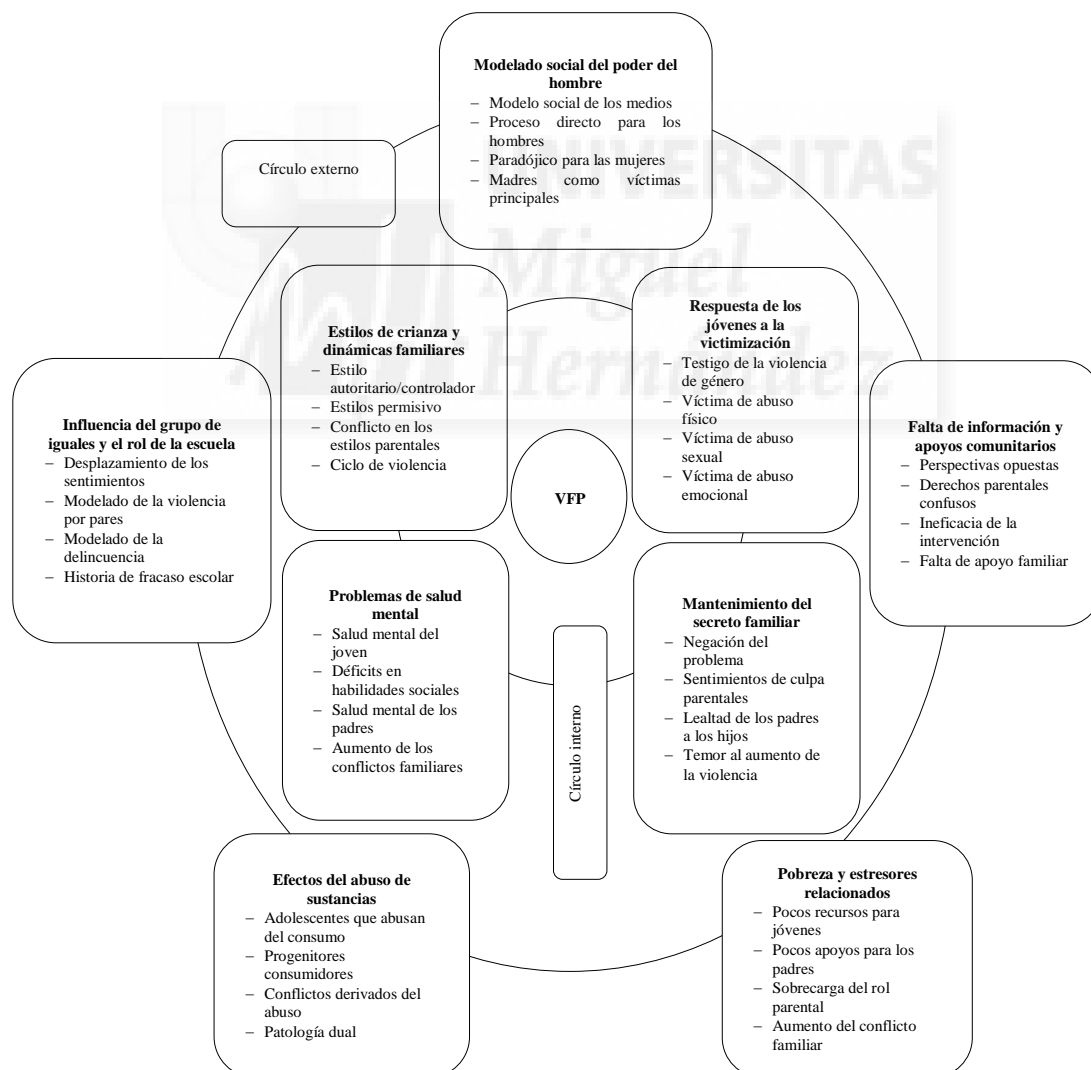 Modelado social del poder del
hombre
– Modelo social de los medios
– Proceso directo para los
hombres
– Paradójico para las mujeres
– Madres como víctimas
principales
Círculo externo
UNIVERSITAS
Miguel
Hernández
Estilos de crianza y
dinámicas familiares
– Estilo
autoritario/controlador
– Estilos permisivo
– Conflicto en los
estilos parentales
– Ciclo de violencia
Respuesta de los
jóvenes a la
victimización
– Testigo de la violencia
de género
– Víctima de abuso
físico
– Víctima de abuso
sexual
– Víctima de abuso
emocional
Influencia del grupo de
iguales y el rol de la escuela
– Desplazamiento de los
sentimientos
– Modelado de la violencia
por pares
– Modelado de la
delincuencia
– Historia de fracaso escolar
VFP
Falta de información y
apoyos comunitarios
– Perspectivas opuestas
– Derechos parentales
confusos
– Ineficacia de la
intervención
– Falta de apoyo familiar
Problemas de salud
mental
– Salud mental del
joven
– Déficits en
habilidades sociales
– Salud mental de los
padres
– Aumento de los
conflictos familiares
Círculo interno
Mantenimiento del
secreto familiar
– Negación del
problema
– Sentimientos de culpa
parentales
– Lealtad de los padres
a los hijos
– Temor al aumento de
la violencia
Efectos del abuso de
sustancias
– Adolescentes que abusan
del consumo
– Progenitores
consumidores
– Conflictos derivados del
abuso
– Patología dual
Pobreza y estresores
relacionados
– Pocos recursos para
jóvenes
– Pocos apoyos para los
padres
– Sobrecarga del rol
parental
– Aumento del conflicto
familiar